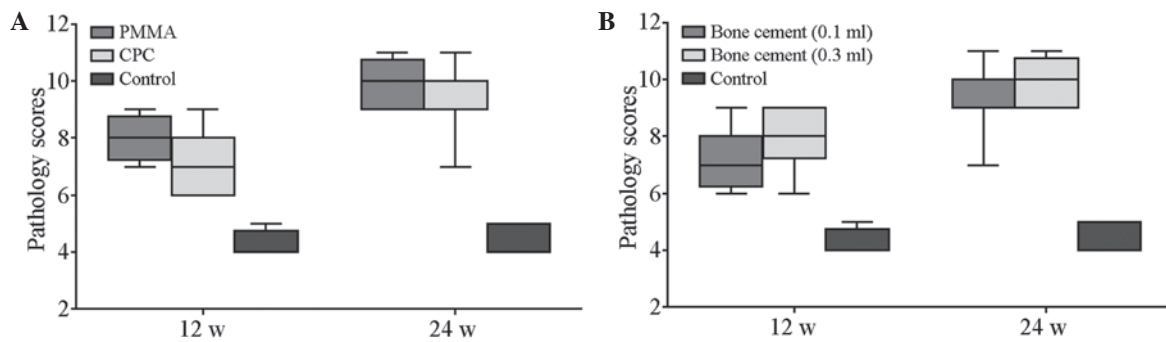 A
Pathology scores
12
10
8
6
4
2
PMMA
CPC
Control
12 w
24 w
B
Pathology scores
12
10
8
6
4
2
Bone cement (0.1 ml)
Bone cement (0.3 ml)
Control
12 w
24 w